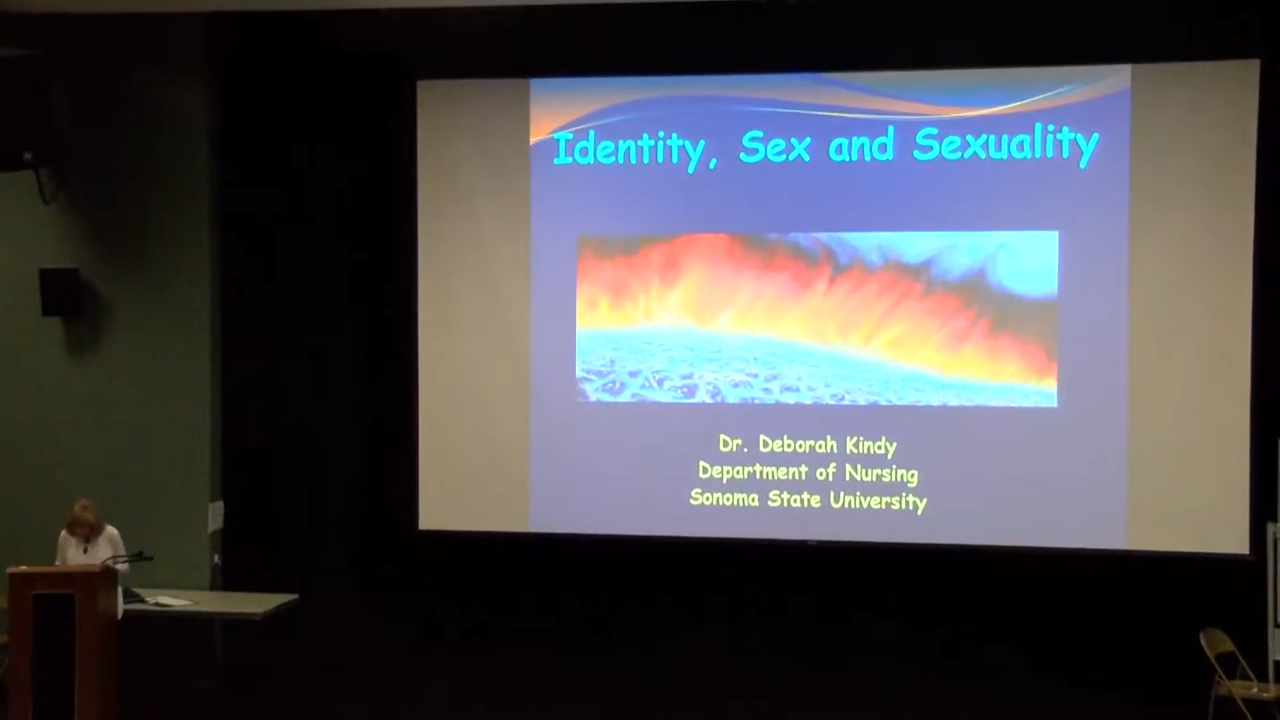 Identity, Sex and Sexuality
Dr. Deborah Kindy
Department of Nursing
Sonoma State University